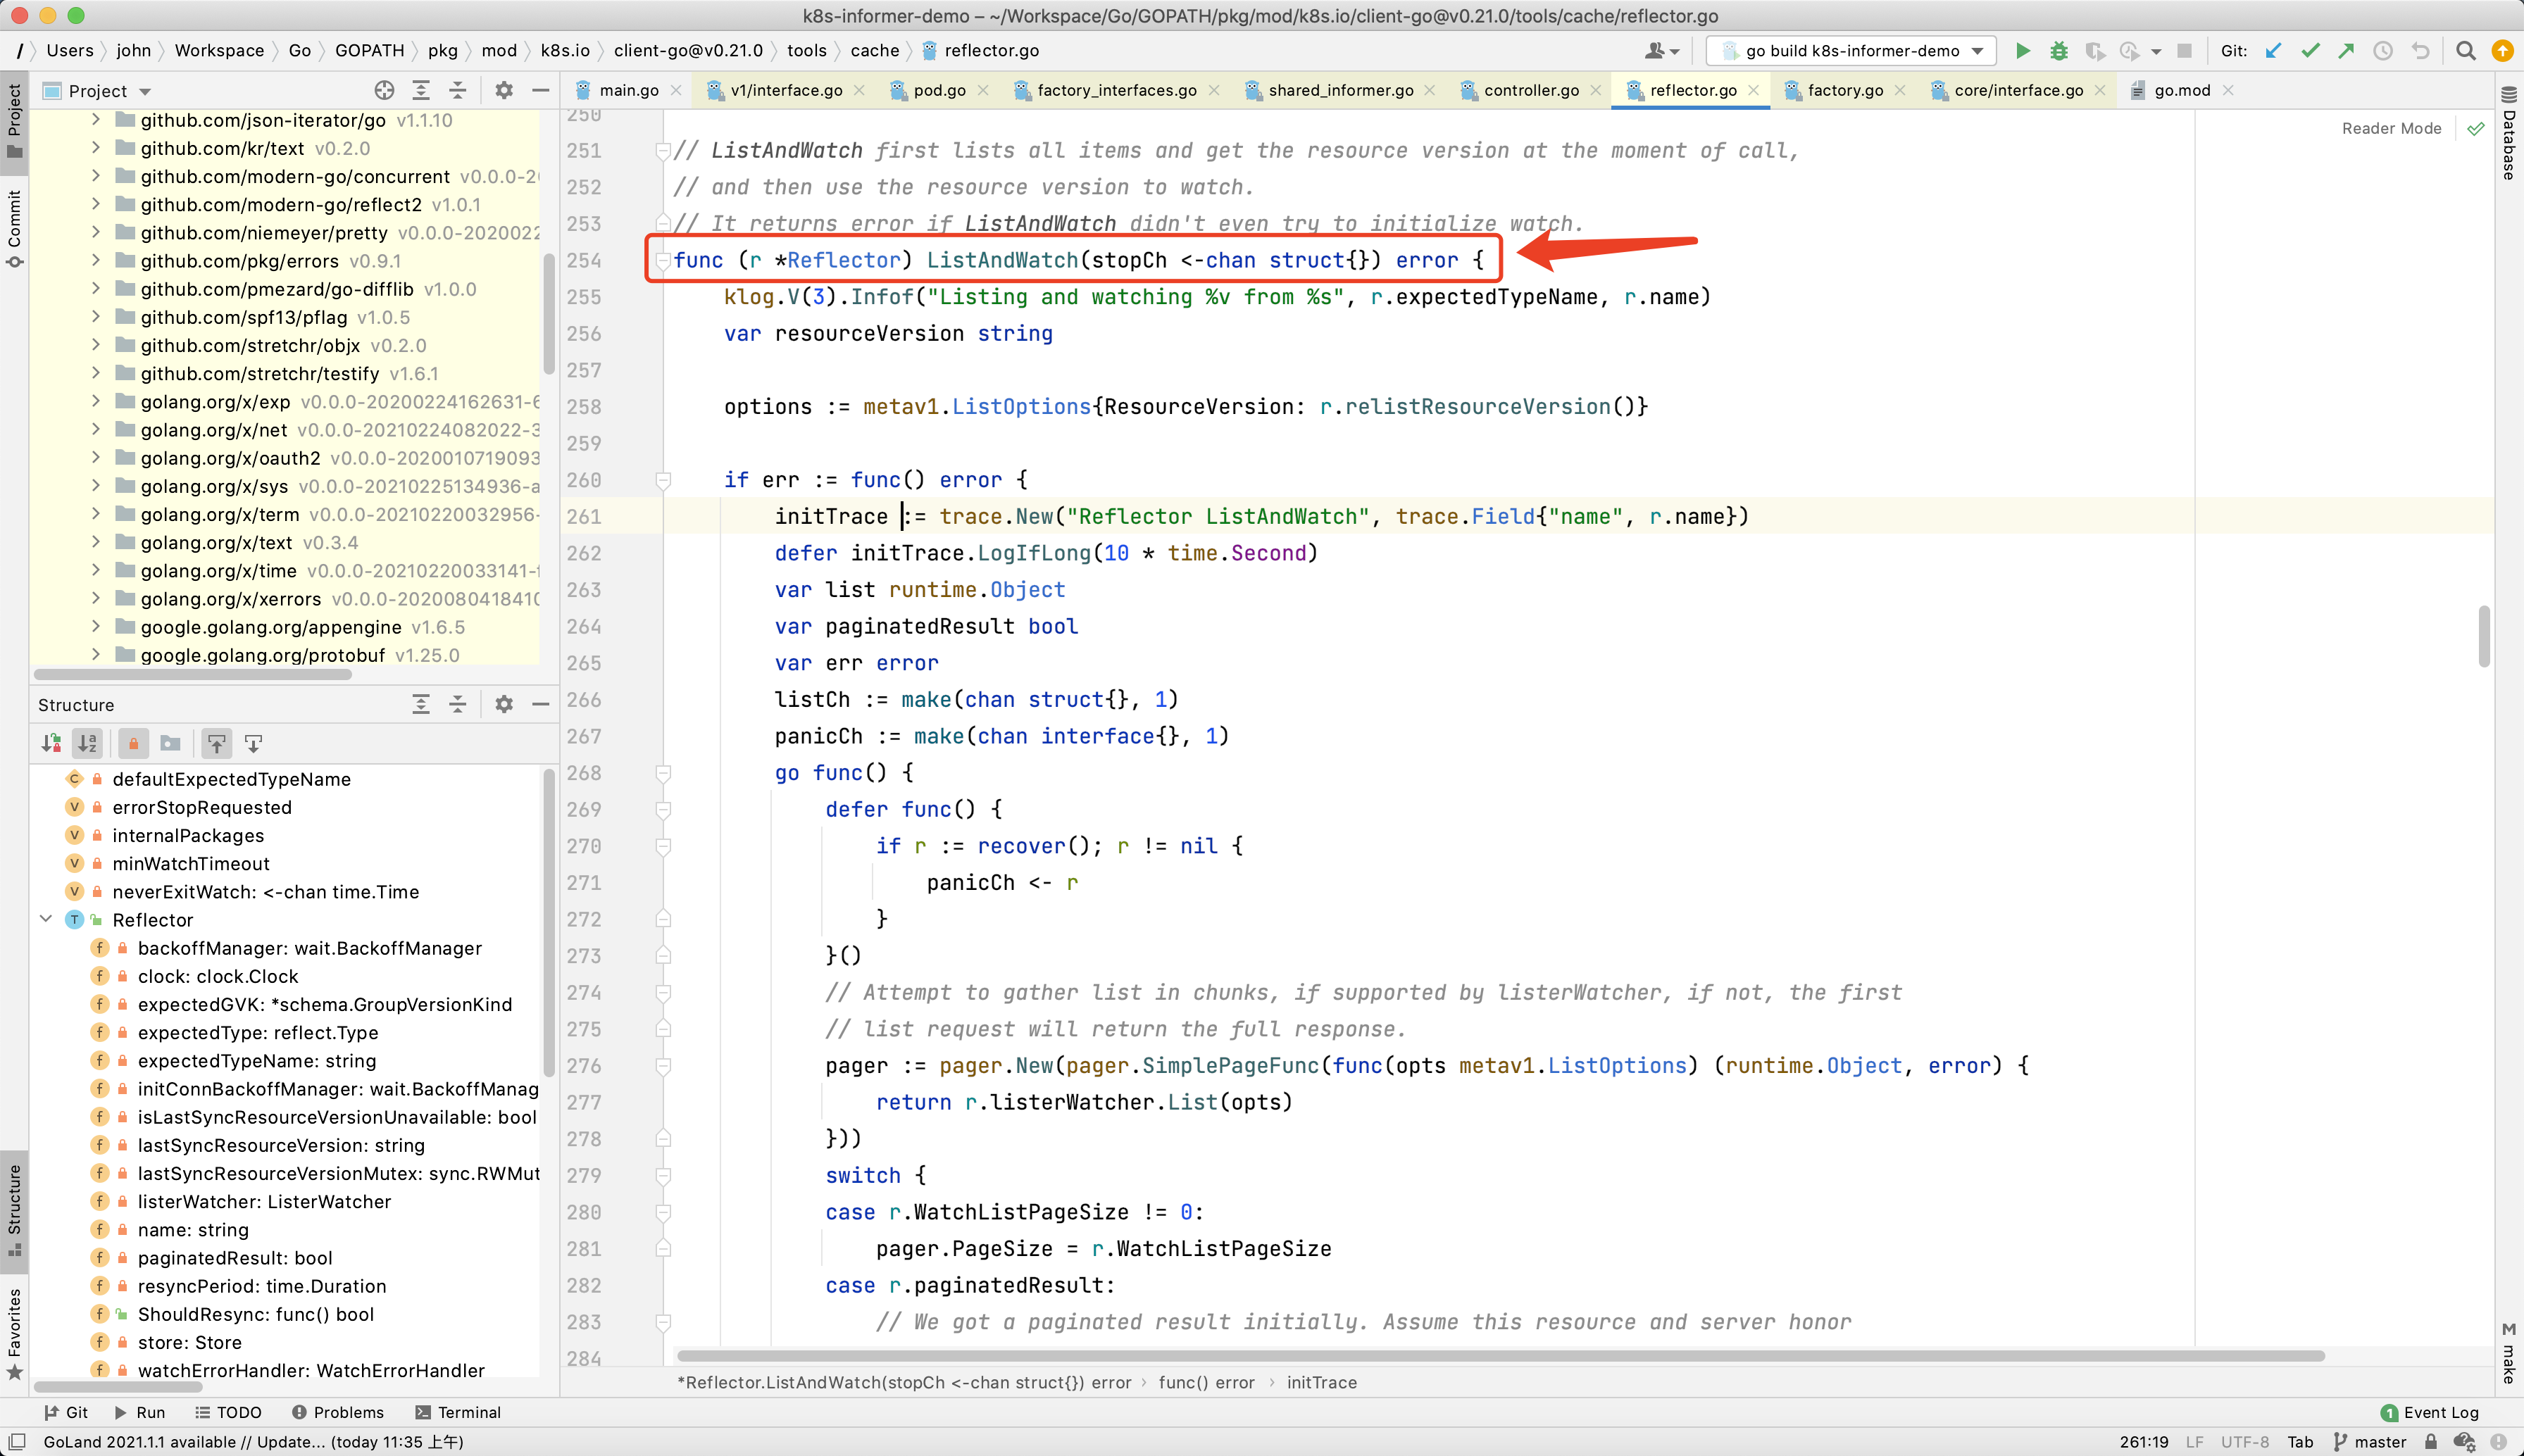 k8s-informer-demo – ~/Workspace/Go/GOPATH/pkg/mod/k8s.io/client-go@v0.21.0/tools/cache/reflector.go
/ Users john Workspace Go GOPATH pkg mod k8s.io client-go@v0.21.0 tools cache reflector.go
go build k8s-informer-demo
Git:
Project
main.go
v1/interface.go
pod.go
factory_interfaces.go
shared_informer.go
controller.go
reflector.go
factory.go
core/interface.go
go.mod
Project
Commit
Structure
Favorites
Database
make
Reader Mode
github.com/json-iterator/go v1.1.10
github.com/kr/text v0.2.0
github.com/modern-go/concurrent v0.0.0-20
github.com/modern-go/reflect2 v1.0.1
github.com/niemeyer/pretty v0.0.0-2020022
github.com/pkg/errors v0.9.1
github.com/pmezard/go-difflib v1.0.0
github.com/spf13/pflag v1.0.5
github.com/stretchr/objx v0.2.0
github.com/stretchr/testify v1.6.1
golang.org/x/exp v0.0.0-20200224162631-6
golang.org/x/net v0.0.0-20210224082022-3
golang.org/x/oauth2 v0.0.0-2020010719093
golang.org/x/sys v0.0.0-20210225134936-a
golang.org/x/term v0.0.0-20210220032956-
golang.org/x/text v0.3.4
golang.org/x/time v0.0.0-20210220033141-f
golang.org/x/xerrors v0.0.0-202008041841
google.golang.org/appengine v1.6.5
google.golang.org/protobuf v1.25.0
Structure
defaultExpectedTypeName
errorStopRequested
internalPackages
minWatchTimeout
neverExitWatch: <-chan time.Time
Reflector
backoffManager: wait.BackoffManager
clock: clock.Clock
expectedGVK: *schema.GroupVersionKind
expectedType: reflect.Type
expectedTypeName: string
initConnBackoffManager: wait.BackoffManag
isLastSyncResourceVersionUnavailable: bool
lastSyncResourceVersion: string
lastSyncResourceVersionMutex: sync.RWMut
listerWatcher: ListerWatcher
name: string
paginatedResult: bool
resyncPeriod: time.Duration
ShouldResync: func() bool
store: Store
watchErrorHandler: WatchErrorHandler
250
251 // ListAndWatch first lists all items and get the resource version at the moment of call,
252 // and then use the resource version to watch.
253 // It returns error if ListAndWatch didn't even try to initialize watch.
254 func (r *Reflector) ListAndWatch(stopCh <-chan struct{}) error {
255 klog.V(3).Infof("Listing and watching %v from %s", r.expectedTypeName, r.name)
256 var resourceVersion string
257
258 options := metav1.ListOptions{ResourceVersion: r.relistResourceVersion()}
259
260 if err := func() error {
261 initTrace := trace.New("Reflector ListAndWatch", trace.Field{"name", r.name})
262 defer initTrace.LogIfLong(10 * time.Second)
263 var list runtime.Object
264 var paginatedResult bool
265 var err error
266 listCh := make(chan struct{}, 1)
267 panicCh := make(chan interface{}, 1)
268 go func() {
269 defer func() {
270 if r := recover(); r != nil {
271 panicCh <- r
272 }
273 }()
274 // Attempt to gather list in chunks, if supported by listerWatcher, if not, the first
275 // list request will return the full response.
276 pager := pager.New(pager.SimplePageFunc(func(opts metav1.ListOptions) (runtime.Object, error) {
277 return r.listerWatcher.List(opts)
278 }))
279 switch {
280 case r.WatchListPageSize != 0:
281 pager.PageSize = r.WatchListPageSize
282 case r.paginatedResult:
283 // We got a paginated result initially. Assume this resource and server honor
284
*Reflector.ListAndWatch(stopCh <-chan struct{}) error › func() error › initTrace
Git Run TODO Problems Terminal
1 Event Log
GoLand 2021.1.1 available // Update... (today 11:35 上午)
261:19 LF UTF-8 Tab master